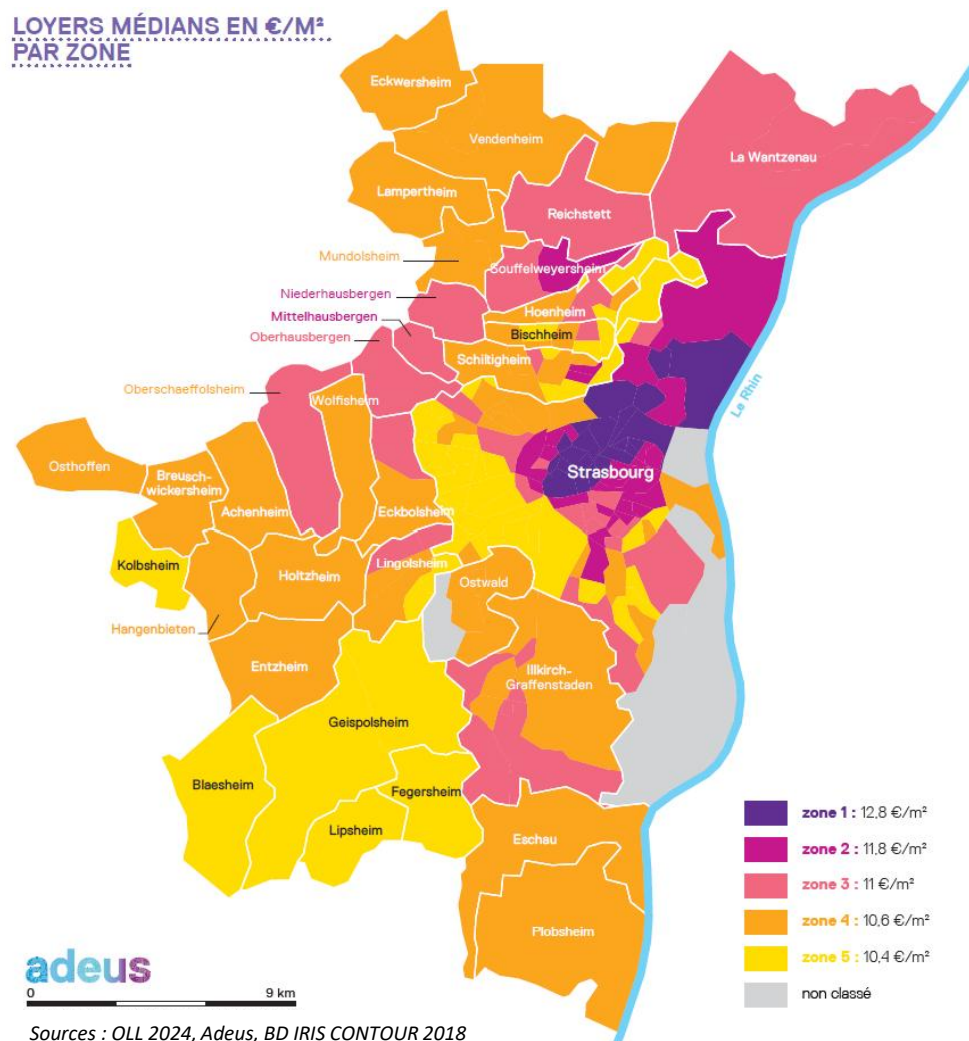 LOYERS MÉDIANS EN €/M²
PAR ZONE
Eckwersheim
Vendenheim
La Wantzenau
Lampertheim
Reichstett
Mundolsheim
Souffelweyersheim
Niederhausbergen
Hoenheim
Mittelhausbergen
Bischheim
Oberhausbergen
Schiltigheim
Oberschaeffolsheim
Wolfisheim
Le Rhin
Osthoffen
Strasbourg
Breusch-
wickersheim
Achenheim
Eckbolsheim
Kolbsheim
Holtzheim
Lingolsheim
Ostwald
Hangenbieten
Entzheim
Illkirch-
Graffenstaden
Geispolsheim
Blaesheim
Fegersheim
Lipsheim
Eschau
Plobsheim
zone 1 : 12,8 €/m²
zone 2 : 11,8 €/m²
zone 3 : 11 €/m²
zone 4 : 10,6 €/m²
zone 5 : 10,4 €/m²
non classé
adeus
0 9 km
Sources : OLL 2024, Adeus, BD IRIS CONTOUR 2018